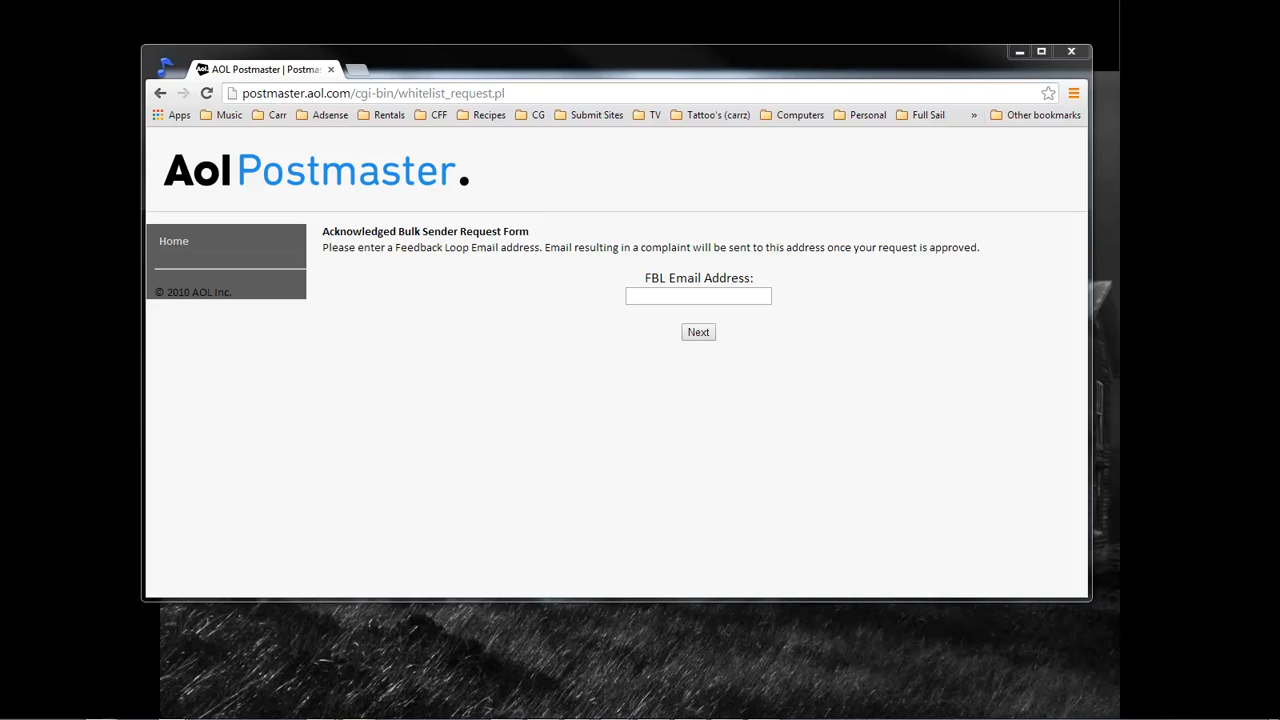 AOL Postmaster | Postma
postmaster.aol.com/cgi-bin/whitelist_request.pl
Apps Music Carr Adsense Rentals CFF Recipes CG Submit Sites TV Tattoo's (carrz) Computers Personal Full Sail » Other bookmarks
Aol Postmaster.
Home
© 2010 AOL Inc.
Acknowledged Bulk Sender Request Form
Please enter a Feedback Loop Email address. Email resulting in a complaint will be sent to this address once your request is approved.
FBL Email Address:
Next